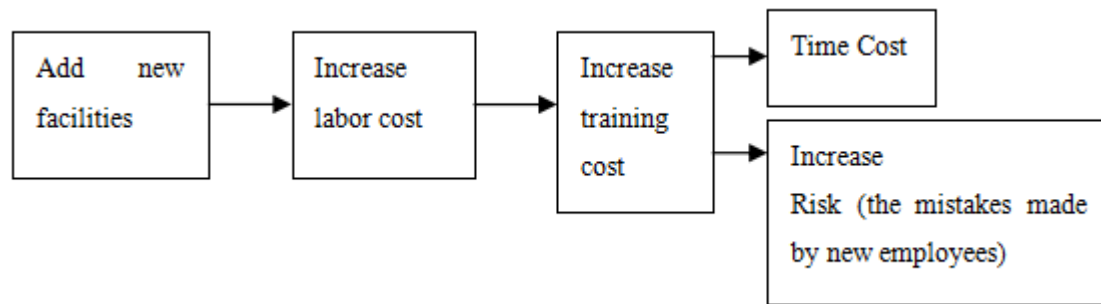 Add new
facilities
Increase
labor cost
Increase
training
cost
Time Cost
Increase
Risk (the mistakes made
by new employees)